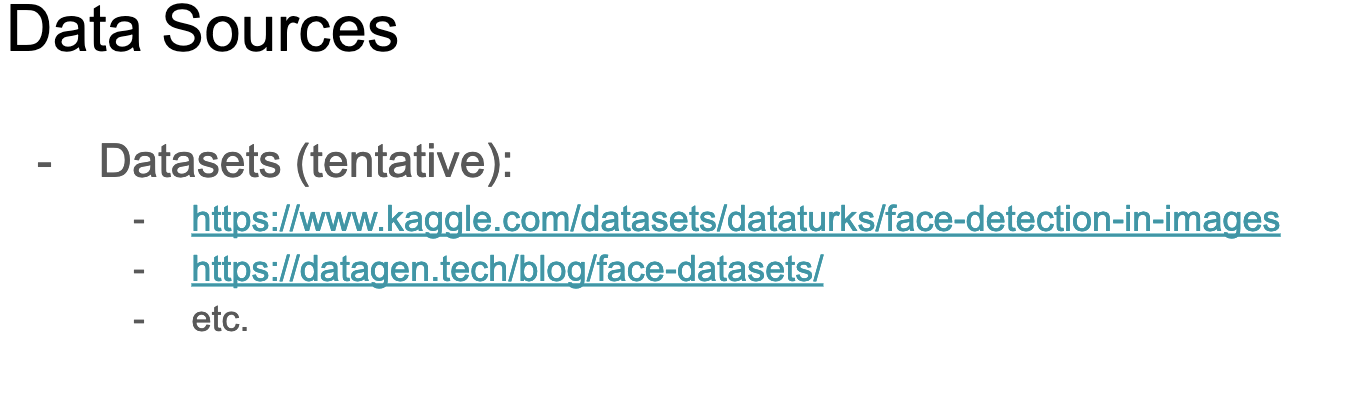 Data Sources
- Datasets (tentative):
- https://www.kaggle.com/datasets/dataturks/face-detection-in-images
- https://datagen.tech/blog/face-datasets/
- etc.